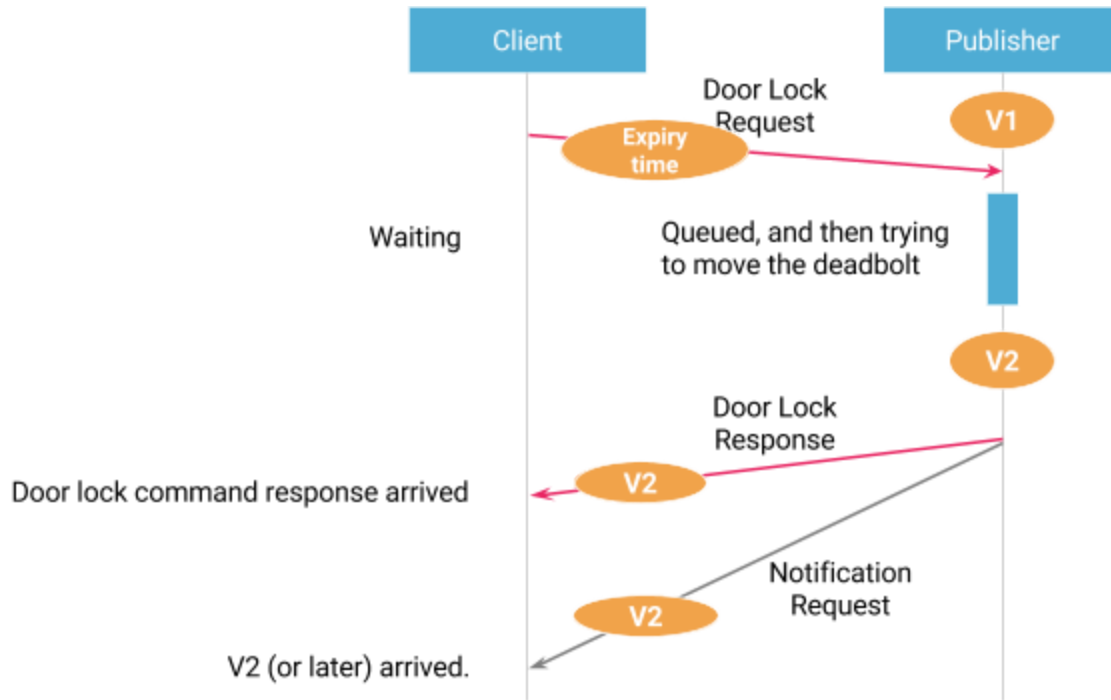 Client
Publisher
Door Lock
Request
V1
Expiry
time
Waiting
Queued, and then trying
to move the deadbolt
V2
Door Lock
Response
V2
Door lock command response arrived
Notification
Request
V2
V2 (or later) arrived.